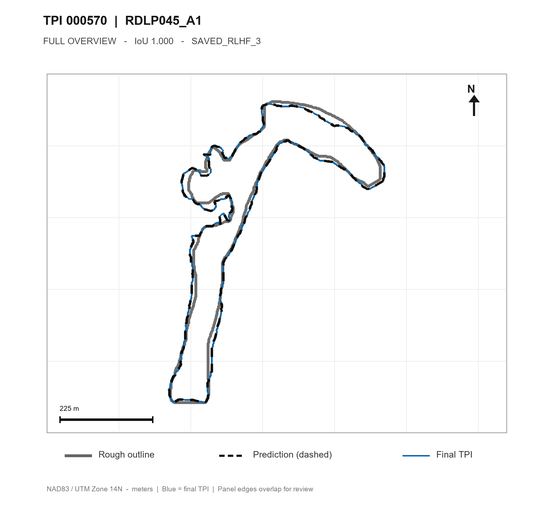 TPI 000570 | RDLP045_A1
FULL OVERVIEW - IoU 1.000 - SAVED_RLHF_3
N
225 m
Rough outline
Prediction (dashed)
Final TPI
NAD83 / UTM Zone 14N - meters | Blue = final TPI | Panel edges overlap for review